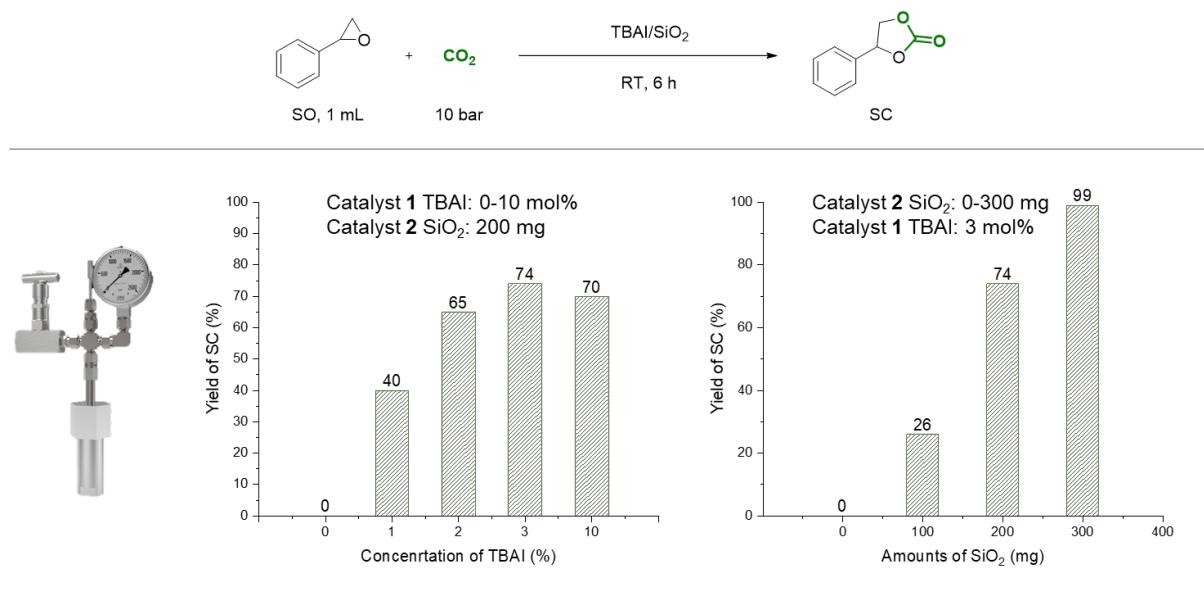 TBAI/SiO₂
O
+
CO₂
RT, 6 h
O
O
O
SO, 1 mL
10 bar
SC
Catalyst 1 TBAI: 0-10 mol%
Catalyst 2 SiO₂: 200 mg
Yield of SC (%)
100
90
80
70
60
50
40
30
20
10
0
0
40
65
74
70
0
1
2
3
10
Concenrtation of TBAI (%)
Catalyst 2 SiO₂: 0-300 mg
Catalyst 1 TBAI: 3 mol%
Yield of SC (%)
100
80
60
40
20
0
0
26
74
99
0
100
200
300
400
Amounts of SiO₂ (mg)